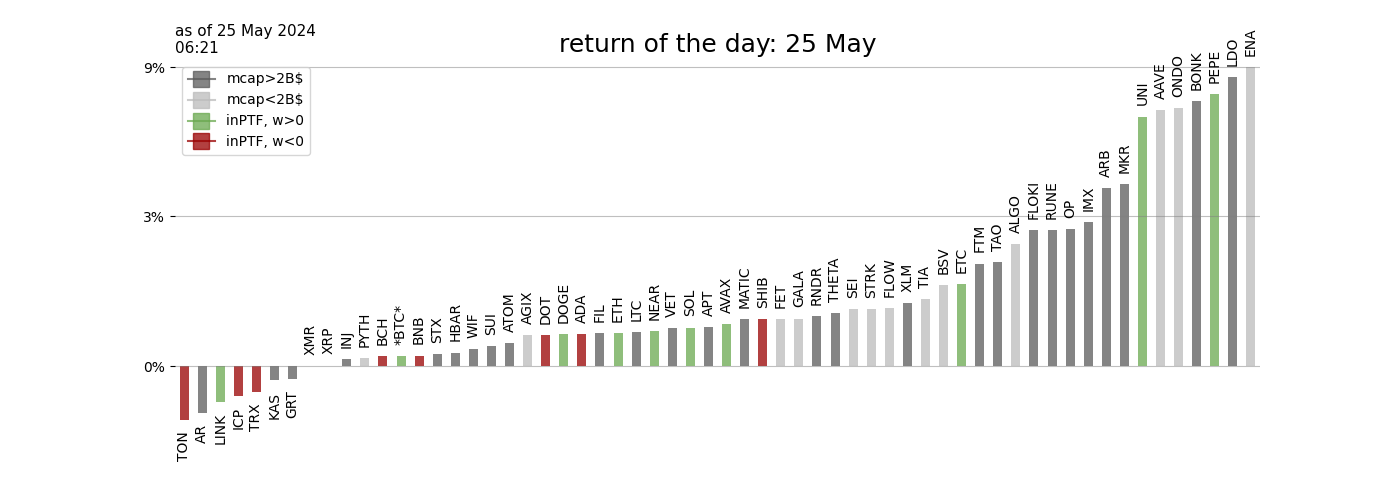 as of 25 May 2024
06:21
return of the day: 25 May
9%
3%
0%
mcap>2B$
mcap<2B$
inPTF, w>0
inPTF, w<0
TON
AR
LINK
ICP
TRX
KAS
GRT
XMR
XRP
INJ
PYTH
BCH
*BTC*
BNB
STX
HBAR
WIF
SUI
ATOM
AGIX
DOT
DOGE
ADA
FIL
ETH
LTC
NEAR
VET
SOL
APT
AVAX
MATIC
SHIB
FET
GALA
RNDR
THETA
SEI
STRK
FLOW
XLM
TIA
BSV
ETC
FTM
TAO
ALGO
FLOKI
RUNE
OP
IMX
ARB
MKR
UNI
AAVE
ONDO
BONK
PEPE
LDO
ENA